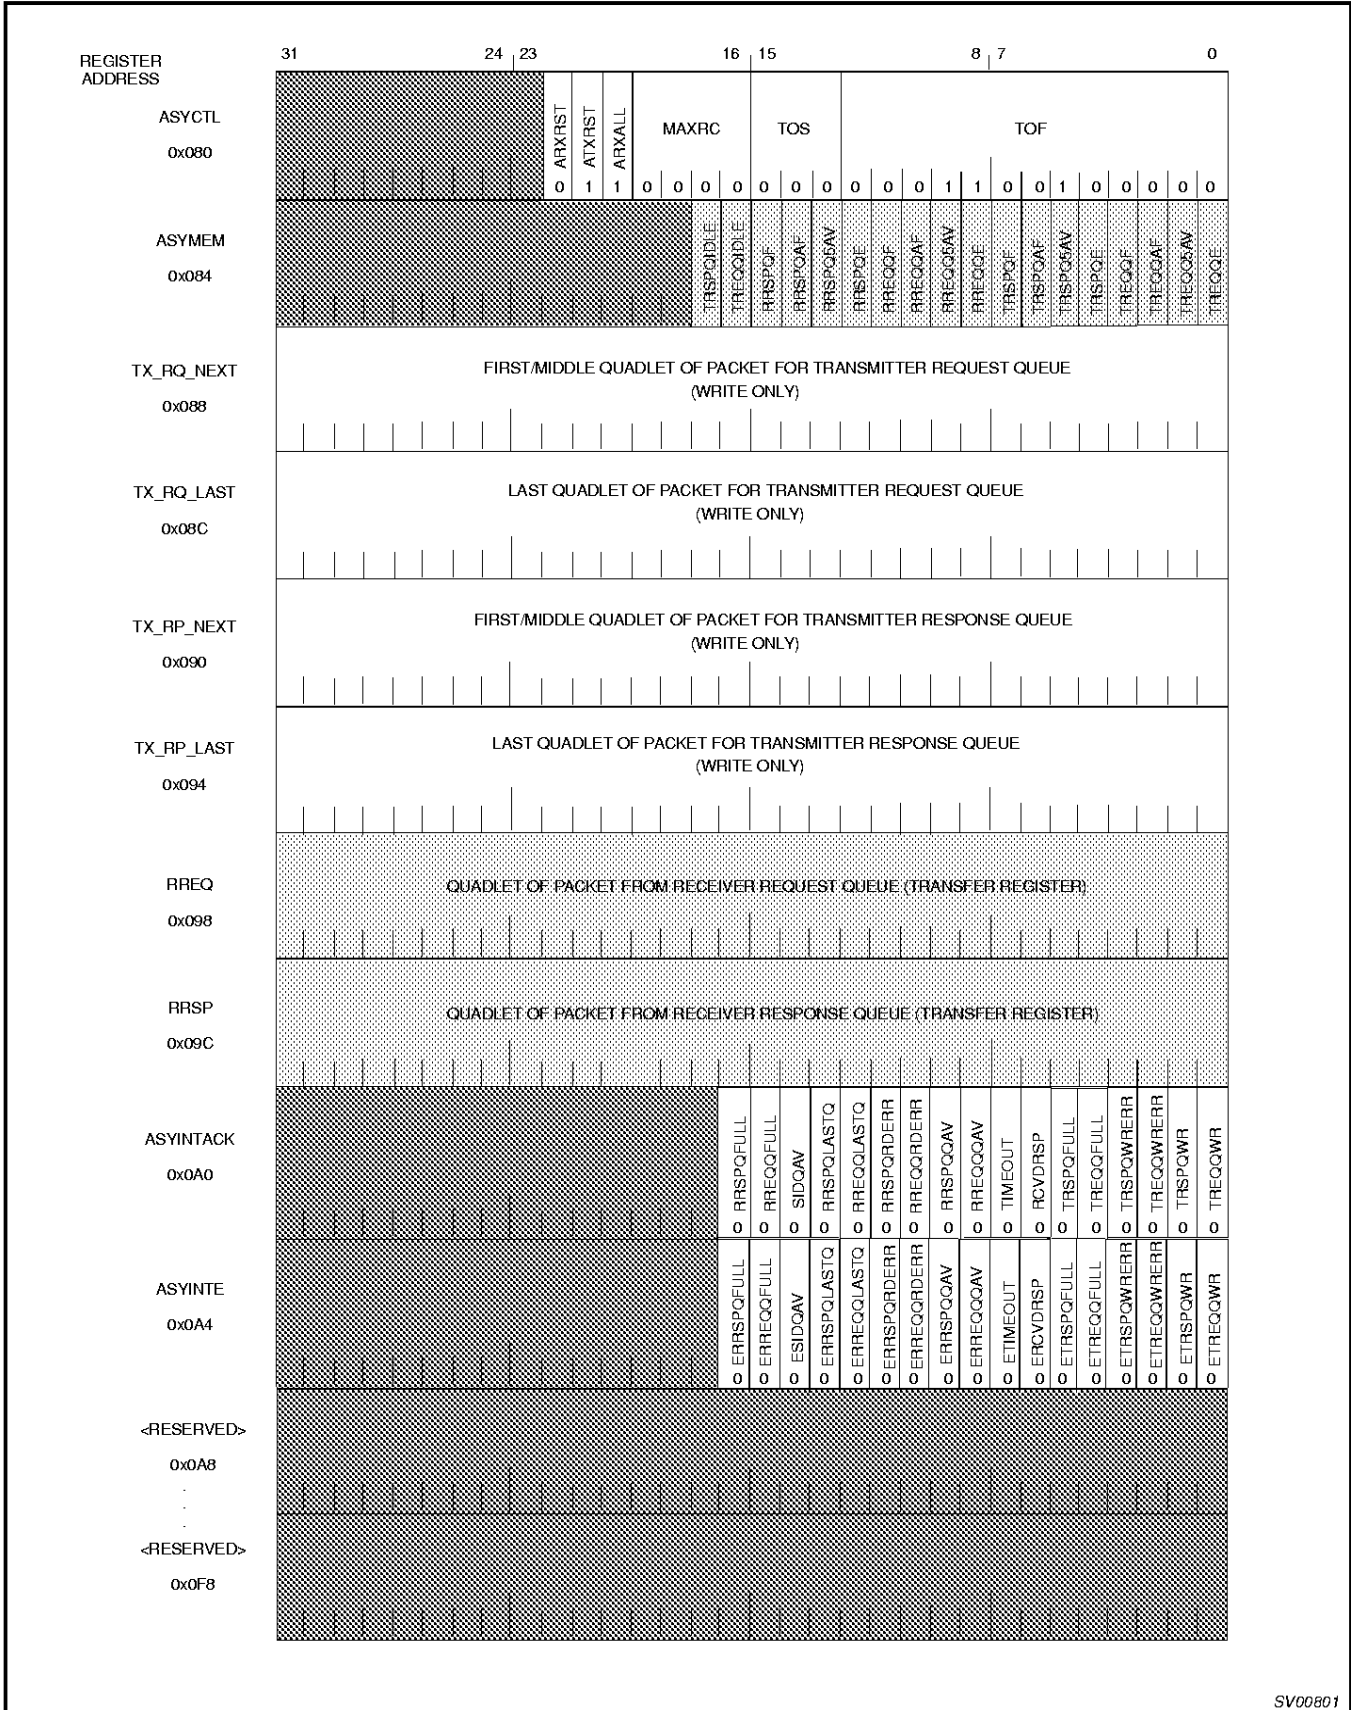 REGISTER ADDRESS
31 24 23 16 15 8 7 0
ASYCTL
0x080
ARXRST ATXRST ARXALL MAXRC TOS TOF
0 1 1 0 0 0 0 0 0 0 0 0 0 1 1 0 0 1 0 0 0 0 0
ASYMEM
0x084
TRSPQIDLE TREQQIDLE RRSPQF RRSPQAF RRSPQ5AV RRSPQE RREQQF RREQQAF RREQQ5AV RREQQE TRSPQF TRSPQAF TRSPQ5AV TRSPQE TREQQF TREQQAF TREQQ5AV TREQQE
TX_RQ_NEXT
0x088
FIRST/MIDDLE QUADLET OF PACKET FOR TRANSMITTER REQUEST QUEUE
(WRITE ONLY)
TX_RQ_LAST
0x08C
LAST QUADLET OF PACKET FOR TRANSMITTER REQUEST QUEUE
(WRITE ONLY)
TX_RP_NEXT
0x090
FIRST/MIDDLE QUADLET OF PACKET FOR TRANSMITTER RESPONSE QUEUE
(WRITE ONLY)
TX_RP_LAST
0x094
LAST QUADLET OF PACKET FOR TRANSMITTER RESPONSE QUEUE
(WRITE ONLY)
RREQ
0x098
QUADLET OF PACKET FROM RECEIVER REQUEST QUEUE (TRANSFER REGISTER)
RRSP
0x09C
QUADLET OF PACKET FROM RECEIVER RESPONSE QUEUE (TRANSFER REGISTER)
ASYINTACK
0x0A0
RRSPQFULL RREQQFULL SIDQAV RRSPQLASTQ RREQQLASTQ RRSPQRDERR RREQQRDERR RRSPQQAV RREQQQAV TIMEOUT RCVDRSP TRSPQFULL TREQQFULL TRSPQWRERR TREQQWRERR TRSPQWR TREQQWR
0 0 0 0 0 0 0 0 0 0 0 0 0 0 0 0 0
ASYINTE
0x0A4
ERRSPQFULL ERREQQFULL ESIDQAV ERRSPQLASTQ ERREQQLASTQ ERRSPQRDERR ERREQQRDERR ERRSPQQAV ERREQQQAV ETIMEOUT ERCVDRSP ETRSPQFULL ETREQQFULL ETRSPQWRERR ETREQQWRERR ETRSPQWR ETREQQWR
0 0 0 0 0 0 0 0 0 0 0 0 0 0 0 0 0
<RESERVED>
0x0A8
.
.
.
<RESERVED>
0x0F8
SV00801